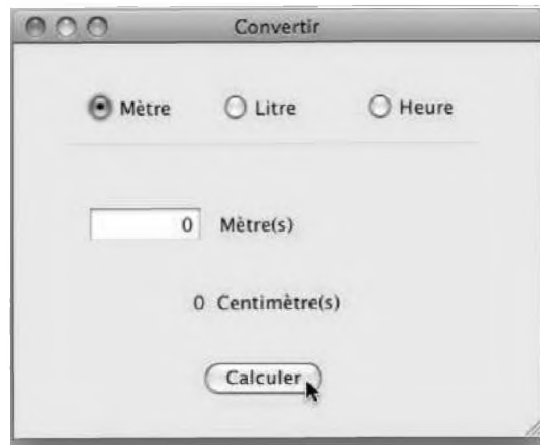 Convertir
Mètre Litre Heure
0 Mètre(s)
0 Centimètre(s)
Calculer